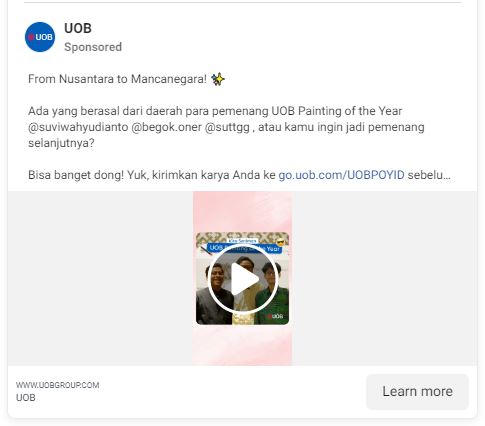 UOB
UOB
Sponsored
From Nusantara to Mancanegara! ✨
Ada yang berasal dari daerah para pemenang UOB Painting of the Year
@suviwahyudianto @begok.oner @suttgg , atau kamu ingin jadi pemenang
selanjutnya?
Bisa banget dong! Yuk, kirimkan karya Anda ke go.uob.com/UOBPOYID sebelu...
UOB
the Year
UOB
WWW.UOBGROUP.COM
UOB
Learn more